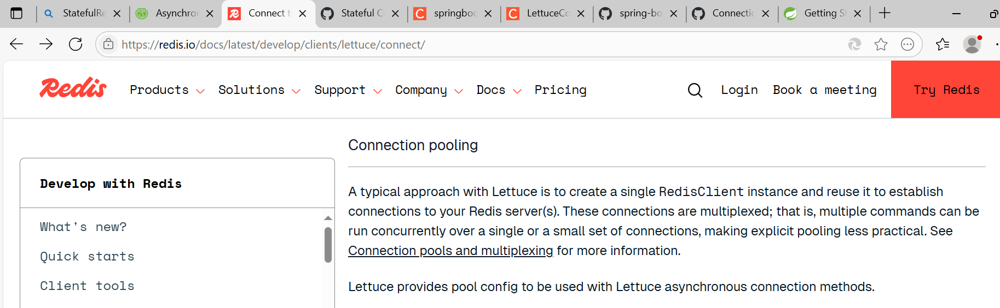 StatefulRe
Asynchron
Connect t
Stateful C
springboo
LettuceCo
spring-bo
Connectio
Getting S
https://redis.io/docs/latest/develop/clients/lettuce/connect/
Redis
Products
Solutions
Support
Company
Docs
Pricing
Login
Book a meeting
Try Redis
Develop with Redis
What's new?
Quick starts
Client tools
Connection pooling
A typical approach with Lettuce is to create a single RedisClient instance and reuse it to establish
connections to your Redis server(s). These connections are multiplexed; that is, multiple commands can be
run concurrently over a single or a small set of connections, making explicit pooling less practical. See
Connection pools and multiplexing for more information.
Lettuce provides pool config to be used with Lettuce asynchronous connection methods.